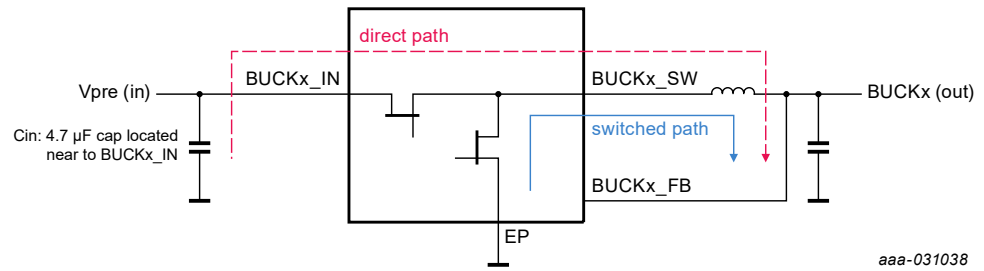 direct path
BUCKx_IN
BUCKx_SW
Vpre (in)
BUCKx (out)
Cin: 4.7 µF cap located
near to BUCKx_IN
switched path
BUCKx_FB
EP
aaa-031038